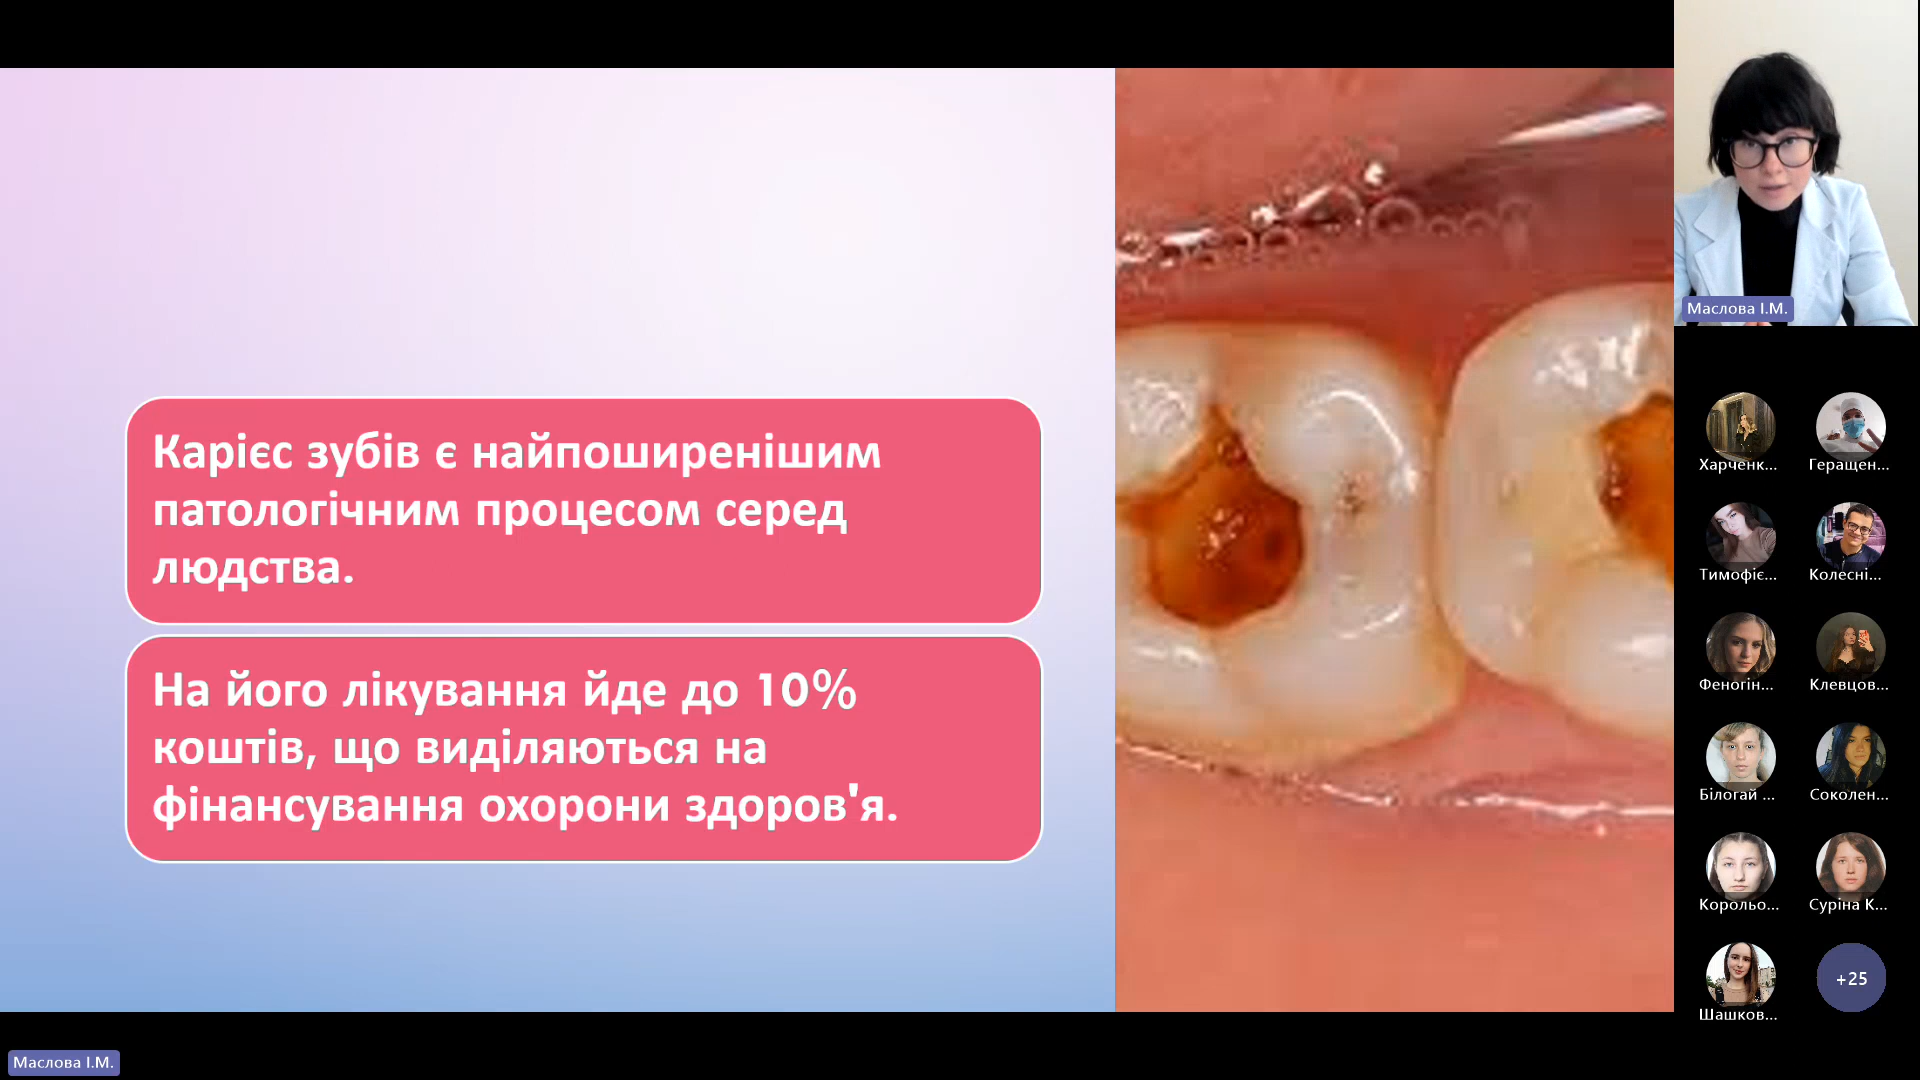 Карієс зубів є найпоширенішим
патологічним процесом серед
людства.
На його лікування йде до 10%
коштів, що виділяються на
фінансування охорони здоров'я.
Маслова І.М.
Харченк...
Геращен...
Тимофіє...
Колесні...
Феногін...
Клевцов...
Білогай ...
Соколен...
Корольо...
Суріна К...
Шашков...
+25
Маслова І.М.